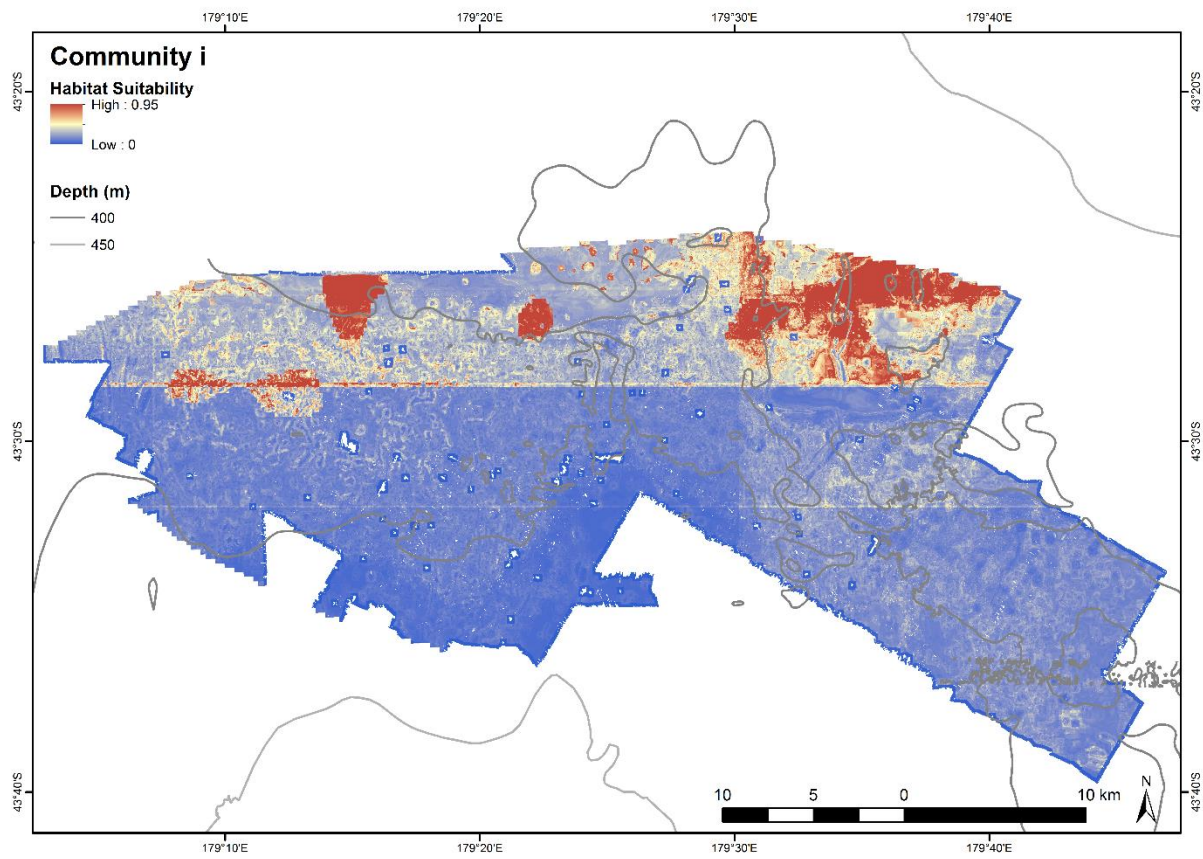 179°10'E 179°20'E 179°30'E 179°40'E
Community i
Habitat Suitability
High : 0.95
Low : 0
Depth (m)
400
450
43°20'S 43°20'S
43°30'S 43°30'S
43°40'S 43°40'S
N
10 5 0 10 km
179°10'E 179°20'E 179°30'E 179°40'E